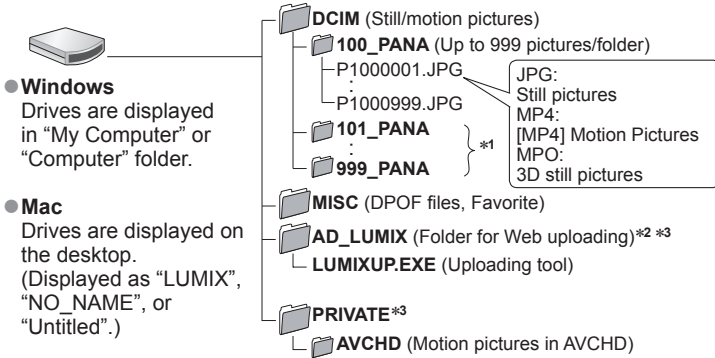 ● Windows
Drives are displayed
in “My Computer” or
“Computer” folder.
● Mac
Drives are displayed on
the desktop.
(Displayed as “LUMIX”,
“NO_NAME”, or
“Untitled”.)
DCIM (Still/motion pictures)
100_PANA (Up to 999 pictures/folder)
P1000001.JPG
:
P1000999.JPG
101_PANA
:
999_PANA
*1
JPG:
Still pictures
MP4:
[MP4] Motion Pictures
MPO:
3D still pictures
MISC (DPOF files, Favorite)
AD_LUMIX (Folder for Web uploading)*2 *3
LUMIXUP.EXE (Uploading tool)
PRIVATE*3
AVCHD (Motion pictures in AVCHD)